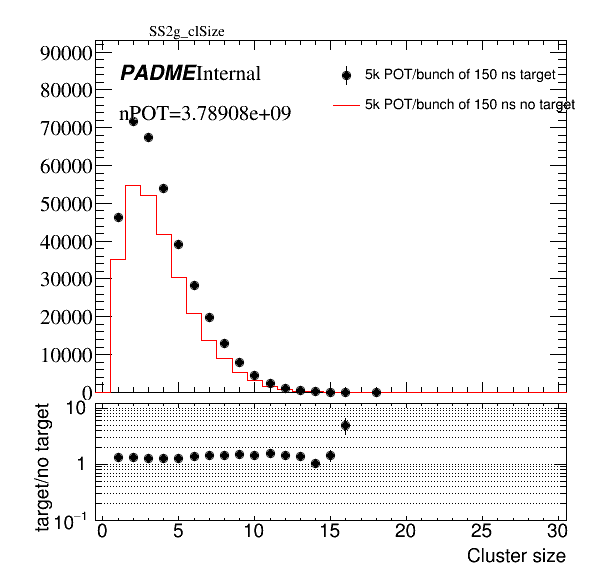 SS2g_clSize
PADME Internal
5k POT/bunch of 150 ns target
5k POT/bunch of 150 ns no target
nPOT=3.78908e+09
90000
80000
70000
60000
50000
40000
30000
20000
10000
0
target/no target
10
1
10⁻¹
0 5 10 15 20 25 30
Cluster size